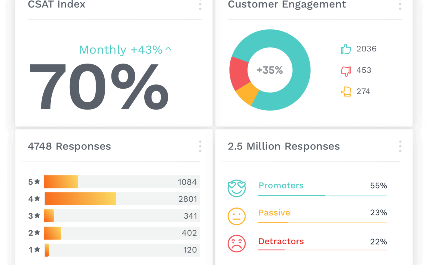 CSAT Index
Monthly +43% ^
70%
Customer Engagement
+35%
2036
453
274
4748 Responses
5★ 1084
4★ 2801
3★ 341
2★ 402
1★ 120
2.5 Million Responses
Promoters 55%
Passive 23%
Detractors 22%